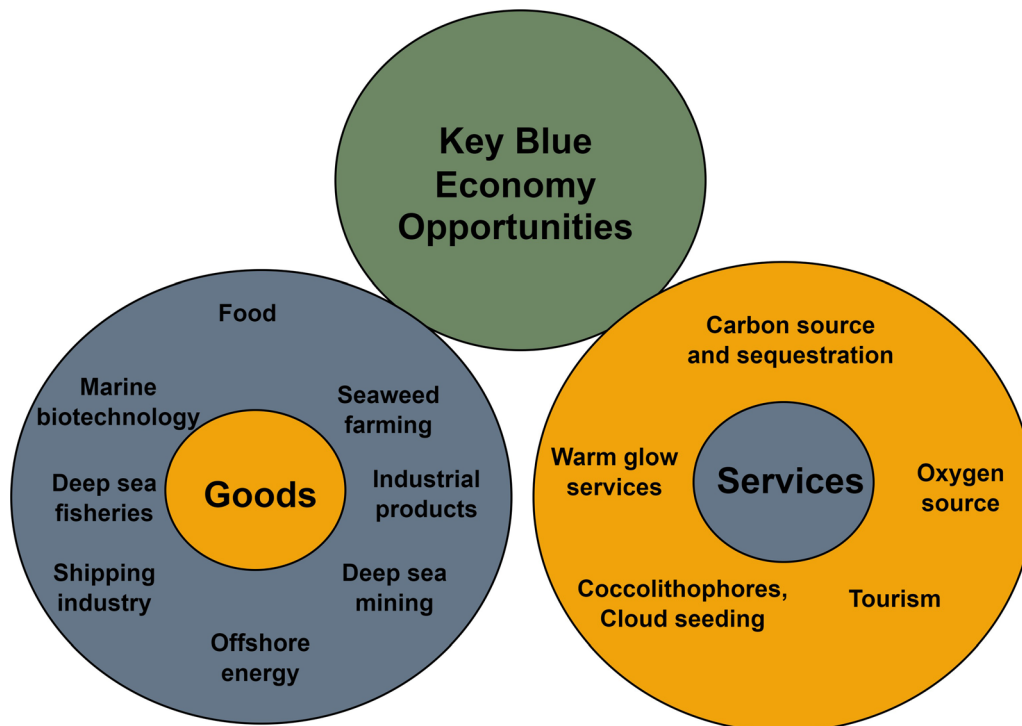 Key Blue
Economy
Opportunities
Food
Marine
biotechnology
Seaweed
farming
Deep sea
fisheries
Goods
Industrial
products
Shipping
industry
Deep sea
mining
Offshore
energy
Carbon source
and sequestration
Warm glow
services
Services
Oxygen
source
Coccolithophores,
Cloud seeding
Tourism